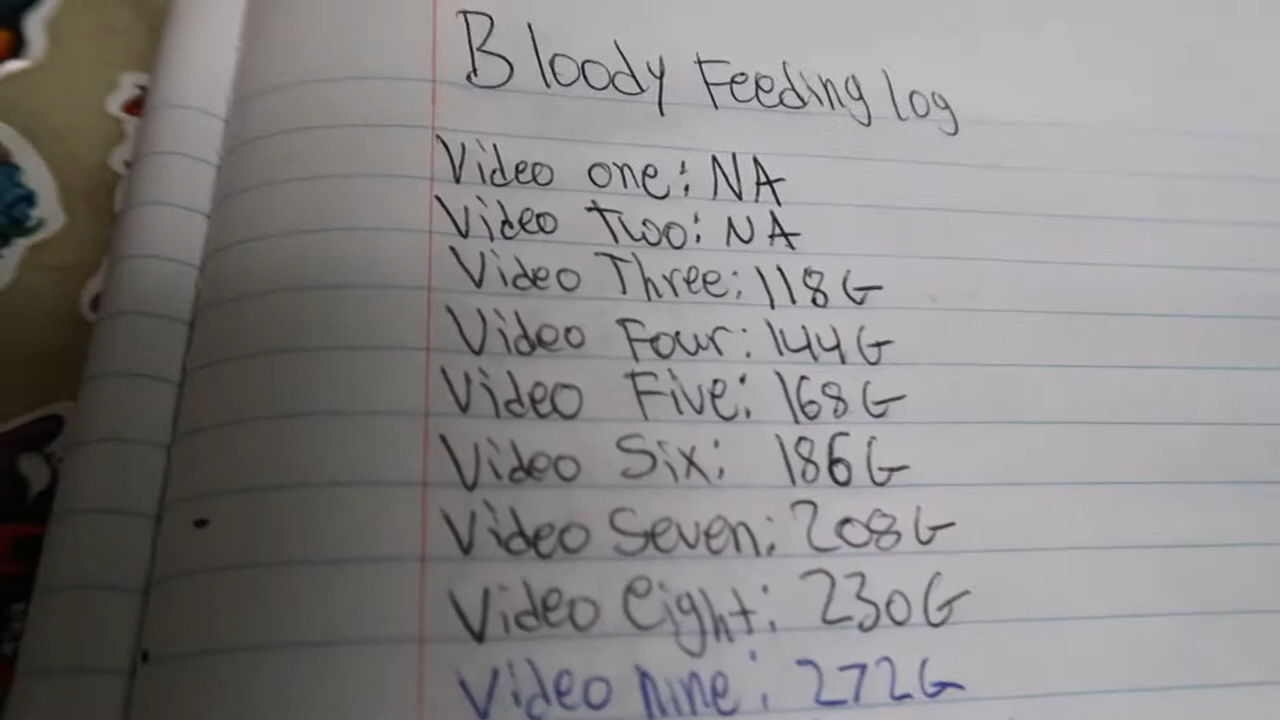 Bloody Feeding log
Video one: NA
Video Two: NA
Video Three: 118G
Video Four: 144G
Video Five: 168G
Video Six: 186G
Video Seven: 208G
Video eight: 230G
Video nine: 272G